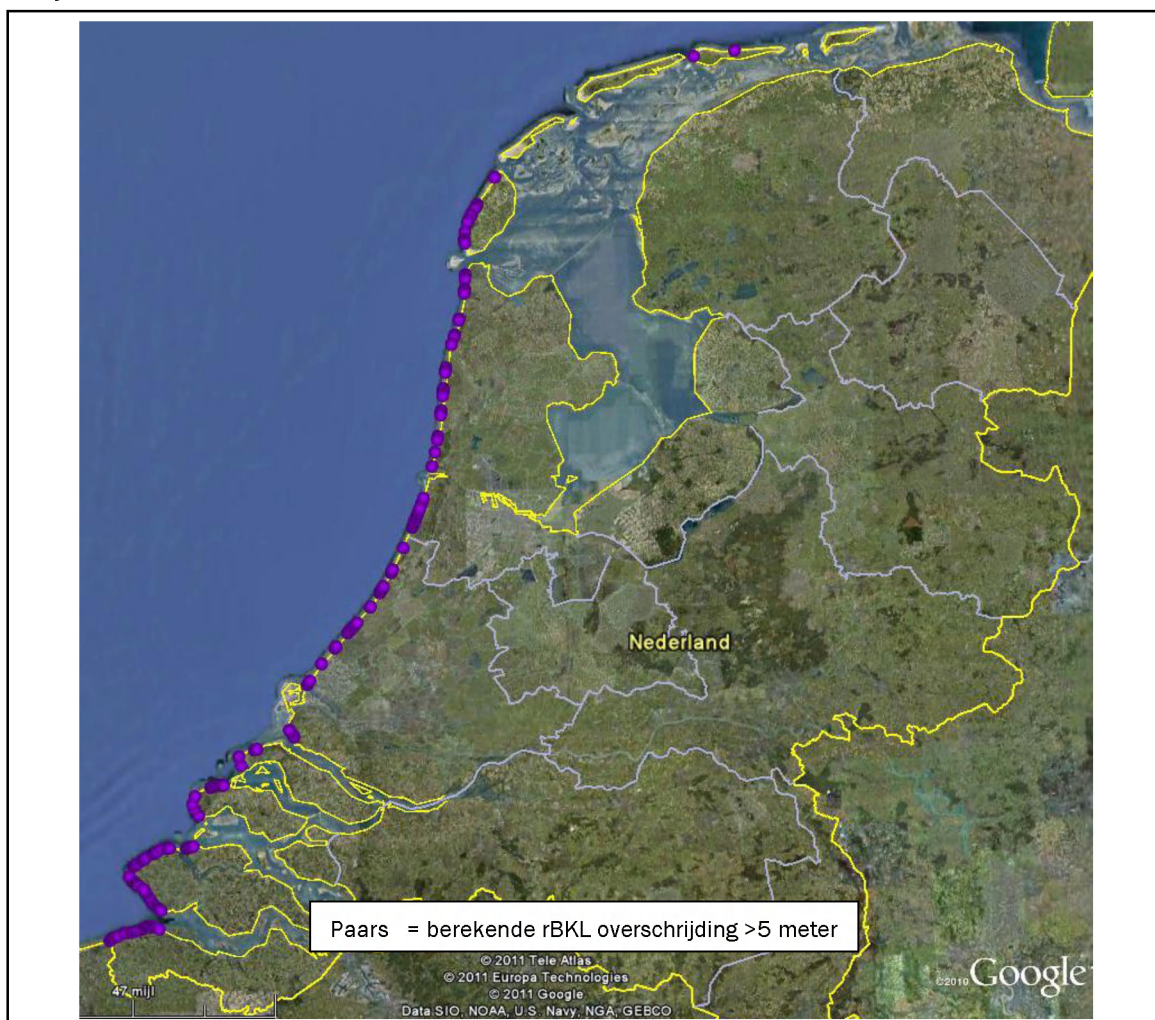 Nederland
Paars = berekende rBKL overschrijding >5 meter
© 2011 Tele Atlas
© 2011 Europa Technologies
© 2011 Google
Data SIO, NOAA, U.S. Navy, NGA, GEBCO
47 mijl
©2010 Google